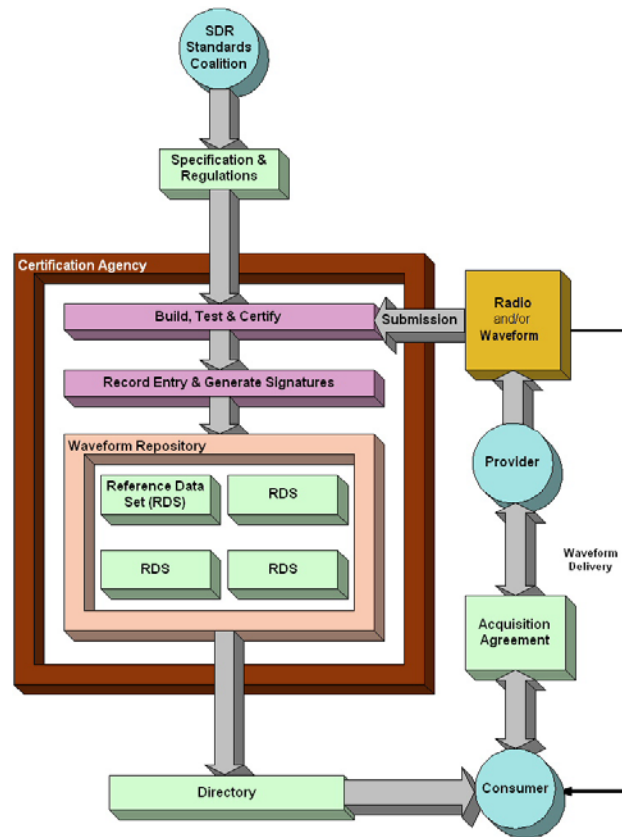 SDR
Standards
Coalition
Specification &
Regulations
Certification Agency
Build, Test & Certify
Submission
Radio
and/or
Waveform
Record Entry & Generate Signatures
Waveform Repository
Reference Data
Set (RDS)
RDS
RDS
RDS
Provider
Waveform
Delivery
Acquisition
Agreement
Directory
Consumer